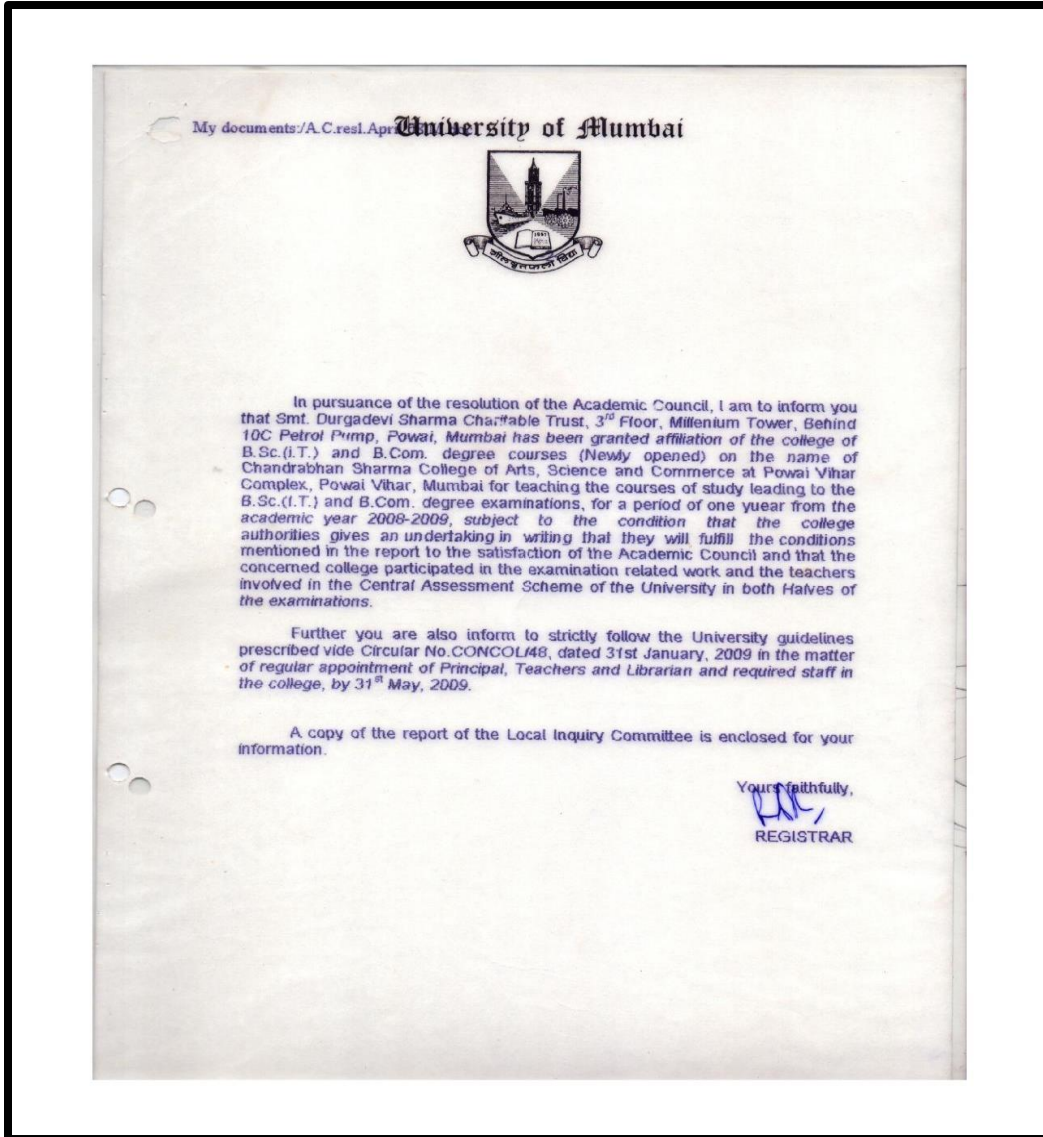 My documents:/A.C.resl.Apr
University of Mumbai
1857
In pursuance of the resolution of the Academic Council, I am to inform you
that Smt. Durgadevi Sharma Charitable Trust, 3rd Floor, Millenium Tower, Behind
10C Petrol Pump, Powai, Mumbai has been granted affiliation of the college of
B.Sc.(i.T.) and B.Com. degree courses (Newly opened) on the name of
Chandrabhan Sharma College of Arts, Science and Commerce at Powai Vihar
Complex, Powai Vihar, Mumbai for teaching the courses of study leading to the
B.Sc.(I.T.) and B.Com. degree examinations, for a period of one yuear from the
academic year 2008-2009, subject to the condition that the college
authorities gives an undertaking in writing that they will fulfill the conditions
mentioned in the report to the satisfaction of the Academic Council and that the
concerned college participated in the examination related work and the teachers
involved in the Central Assessment Scheme of the University in both Halves of
the examinations.
Further you are also inform to strictly follow the University guidelines
prescribed vide Circular No.CONCOL/48, dated 31st January, 2009 in the matter
of regular appointment of Principal, Teachers and Librarian and required staff in
the college, by 31st May, 2009.
A copy of the report of the Local Inquiry Committee is enclosed for your
information.
Yours faithfully,
REGISTRAR